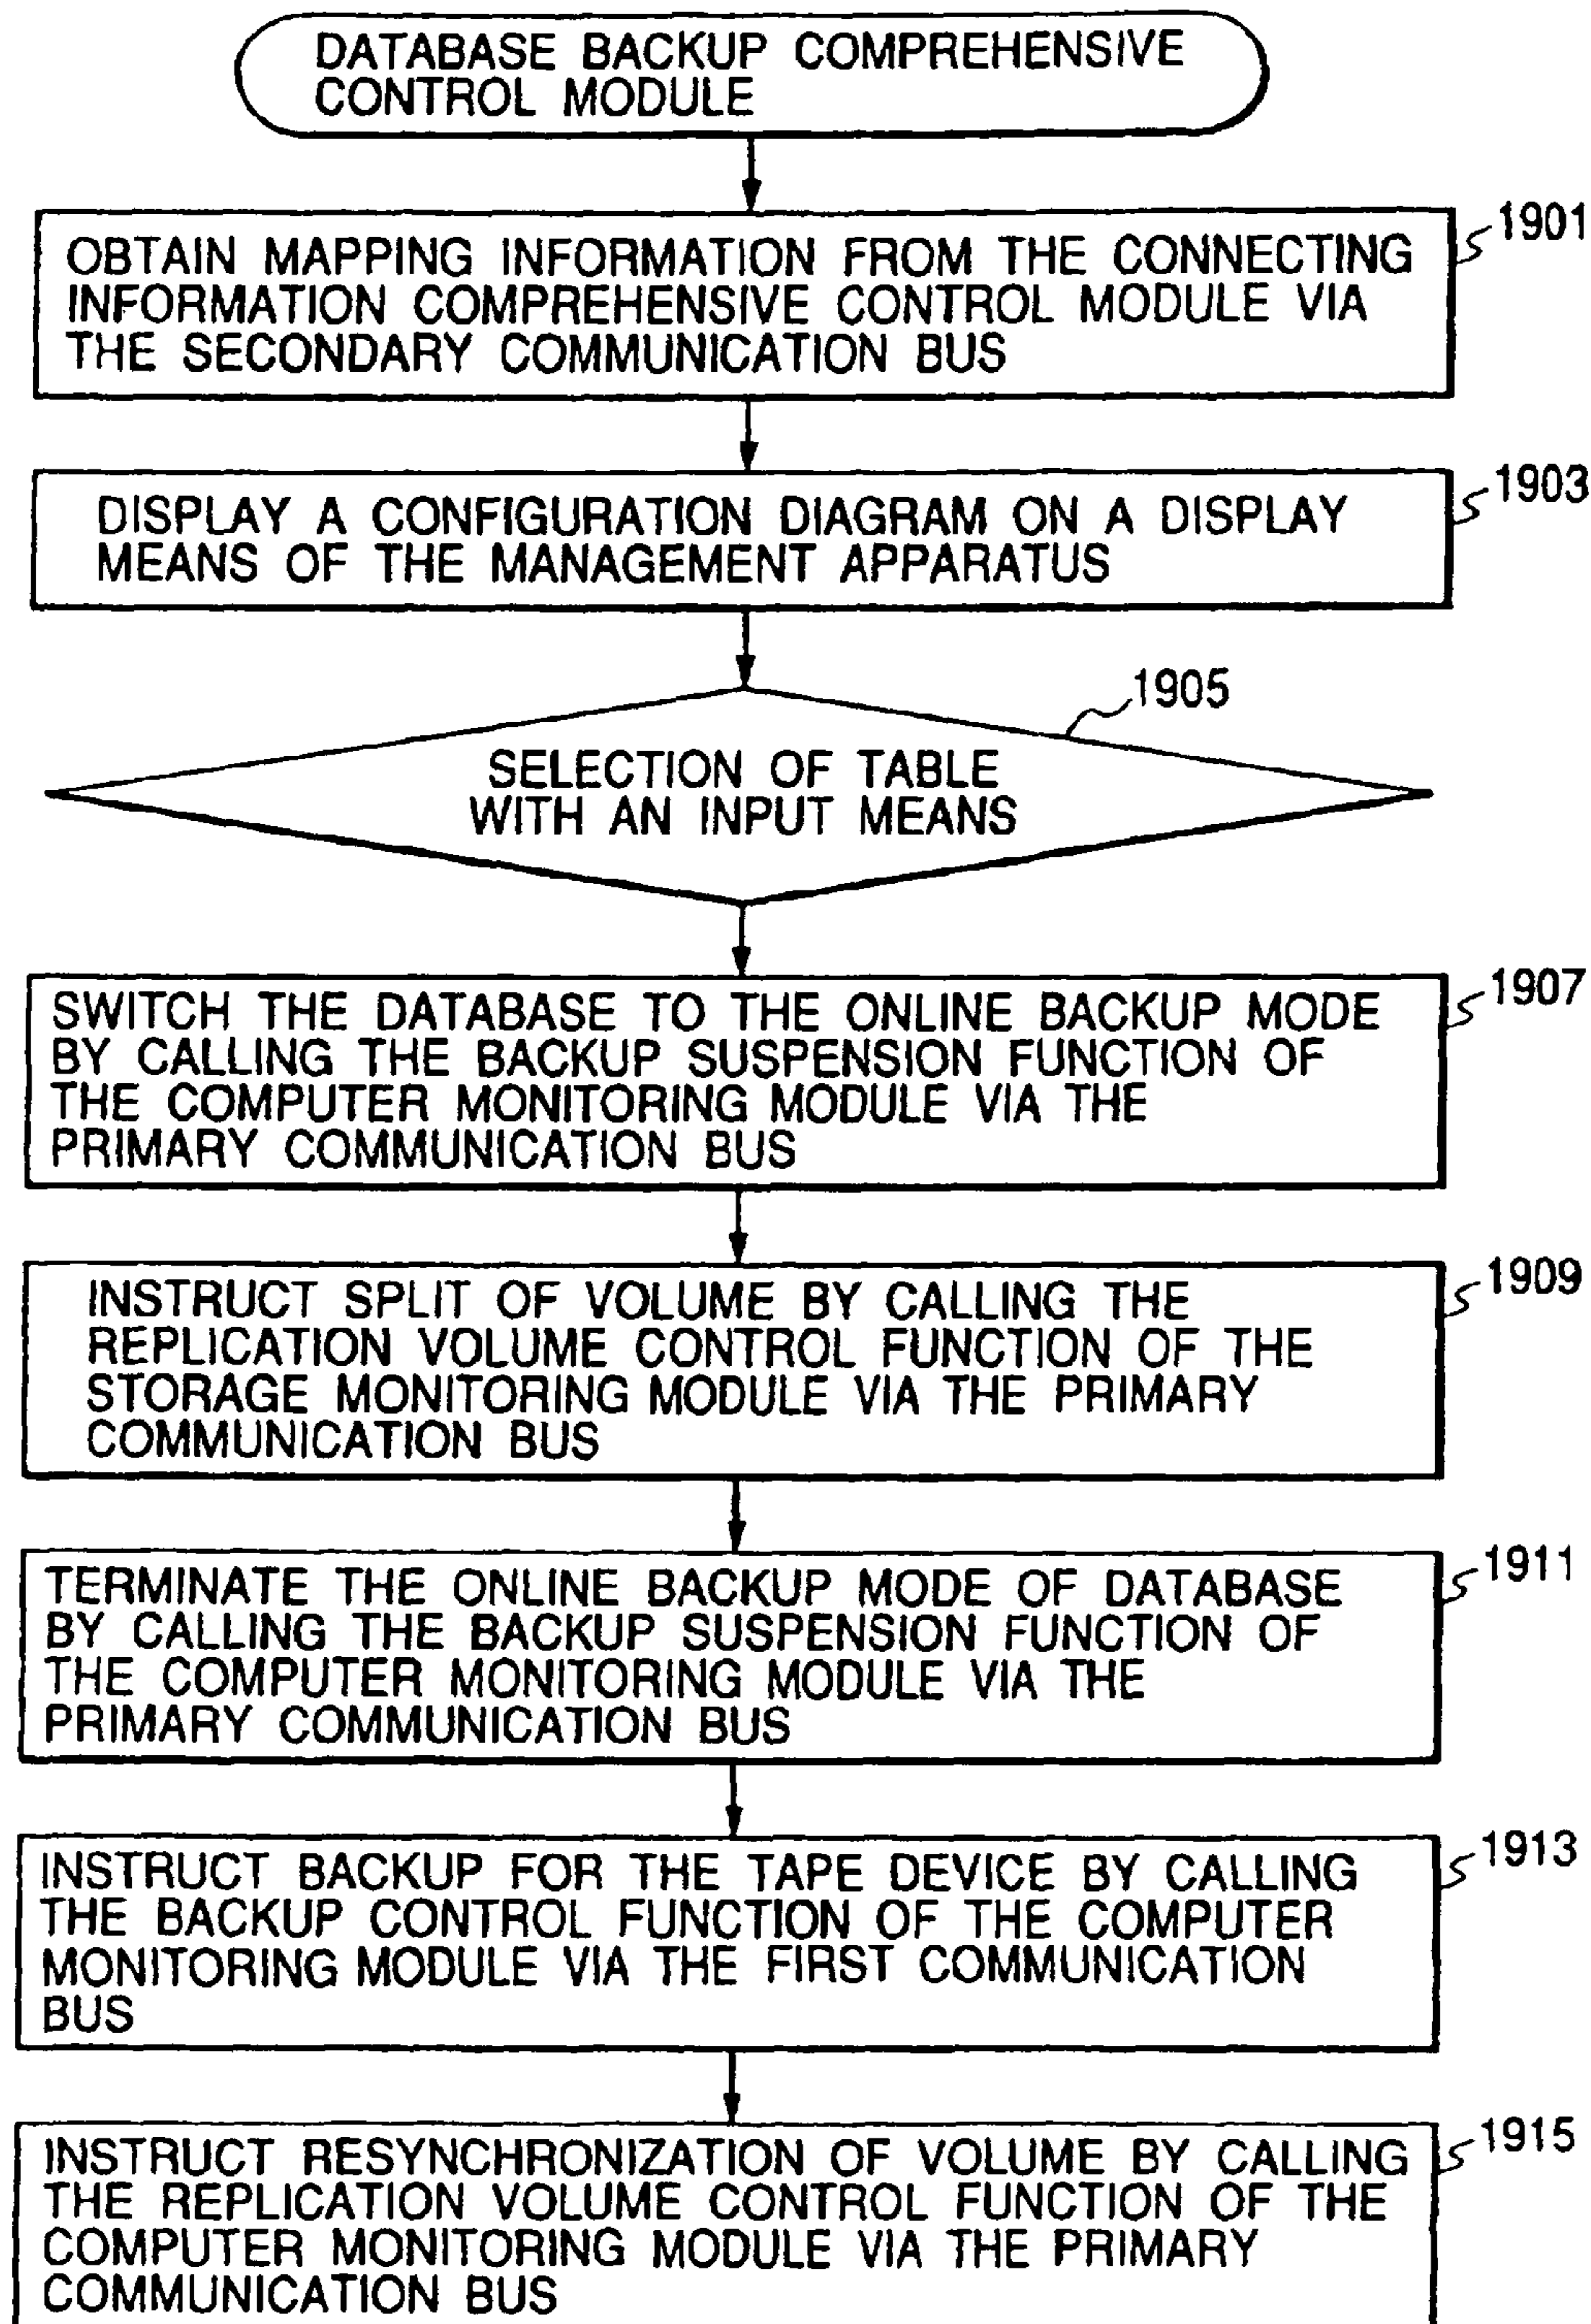 DATABASE BACKUP COMPREHENSIVE
CONTROL MODULE
1901
OBTAIN MAPPING INFORMATION FROM THE CONNECTING
INFORMATION COMPREHENSIVE CONTROL MODULE VIA
THE SECONDARY COMMUNICATION BUS
1903
DISPLAY A CONFIGURATION DIAGRAM ON A DISPLAY
MEANS OF THE MANAGEMENT APPARATUS
1905
SELECTION OF TABLE
WITH AN INPUT MEANS
1907
SWITCH THE DATABASE TO THE ONLINE BACKUP MODE
BY CALLING THE BACKUP SUSPENSION FUNCTION OF
THE COMPUTER MONITORING MODULE VIA THE
PRIMARY COMMUNICATION BUS
1909
INSTRUCT SPLIT OF VOLUME BY CALLING THE
REPLICATION VOLUME CONTROL FUNCTION OF THE
STORAGE MONITORING MODULE VIA THE PRIMARY
COMMUNICATION BUS
1911
TERMINATE THE ONLINE BACKUP MODE OF DATABASE
BY CALLING THE BACKUP SUSPENSION FUNCTION OF
THE COMPUTER MONITORING MODULE VIA THE
PRIMARY COMMUNICATION BUS
1913
INSTRUCT BACKUP FOR THE TAPE DEVICE BY CALLING
THE BACKUP CONTROL FUNCTION OF THE COMPUTER
MONITORING MODULE VIA THE FIRST COMMUNICATION
BUS
1915
INSTRUCT RESYNCHRONIZATION OF VOLUME BY CALLING
THE REPLICATION VOLUME CONTROL FUNCTION OF THE
COMPUTER MONITORING MODULE VIA THE PRIMARY
COMMUNICATION BUS